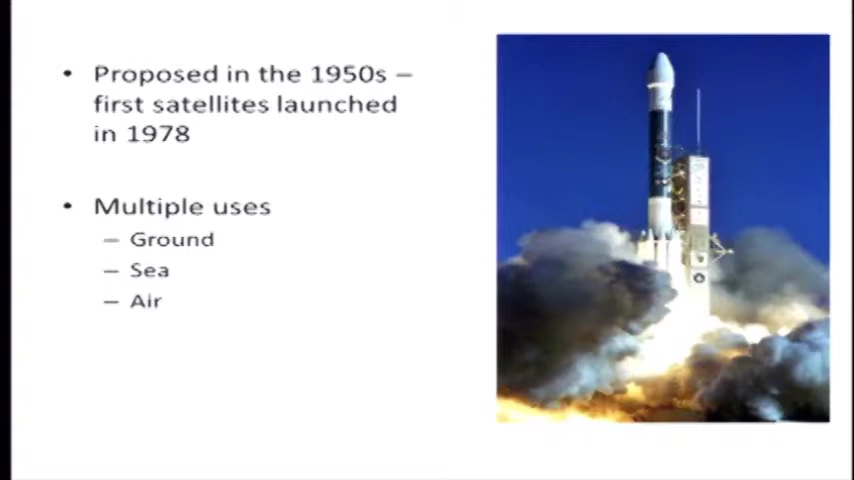 • Proposed in the 1950s –
first satellites launched
in 1978
• Multiple uses
– Ground
– Sea
– Air